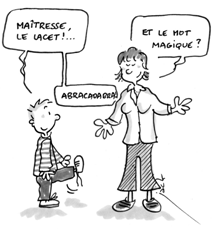 MAÎTRESSE,
LE LACET!...
ET LE MOT
MAGIQUE?
ABRACADABRA!